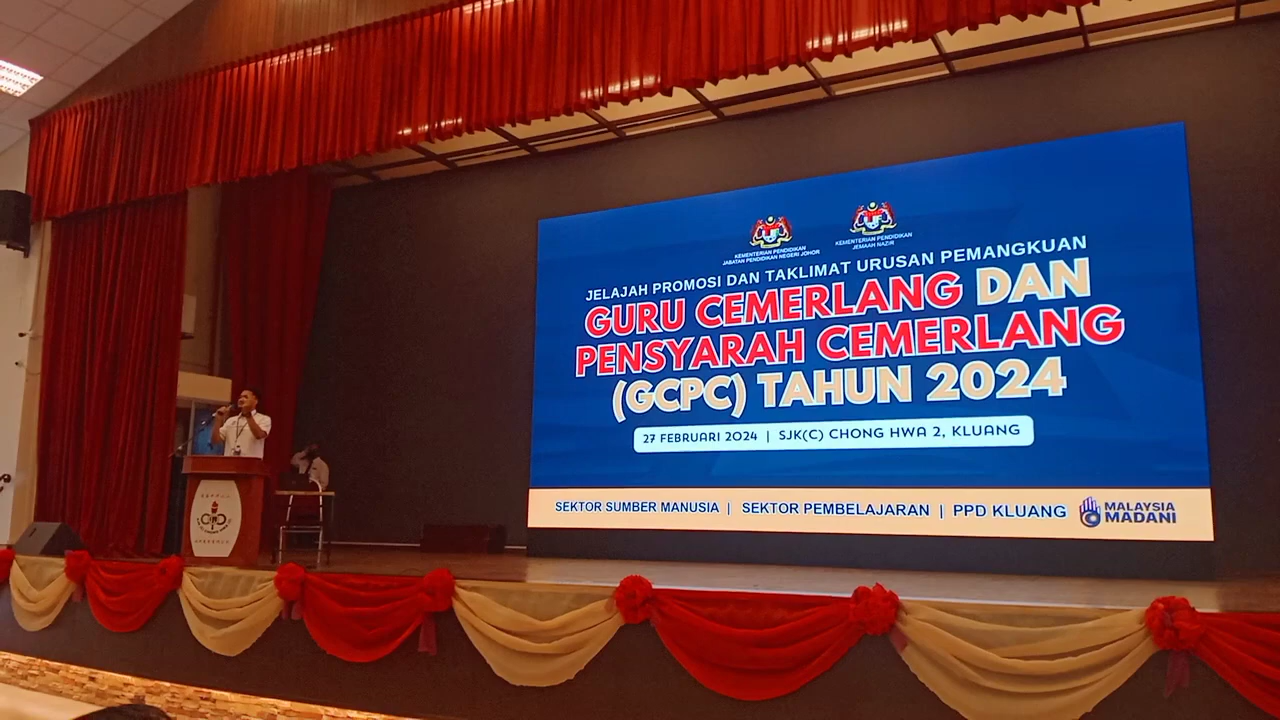 KEMENTERIAN PENDIDIKAN
JABATAN PENDIDIKAN NEGERI JOHOR
KEMENTERIAN PENDIDIKAN
JEMAAH NAZIR
JELAJAH PROMOSI DAN TAKLIMAT URUSAN PEMANGKUAN
GURU CEMERLANG DAN
PENSYARAH CEMERLANG
(GCPC) TAHUN 2024
27 FEBRUARI 2024 | SJK(C) CHONG HWA 2, KLUANG
SEKTOR SUMBER MANUSIA | SEKTOR PEMBELAJARAN | PPD KLUANG
MALAYSIA
MADANI